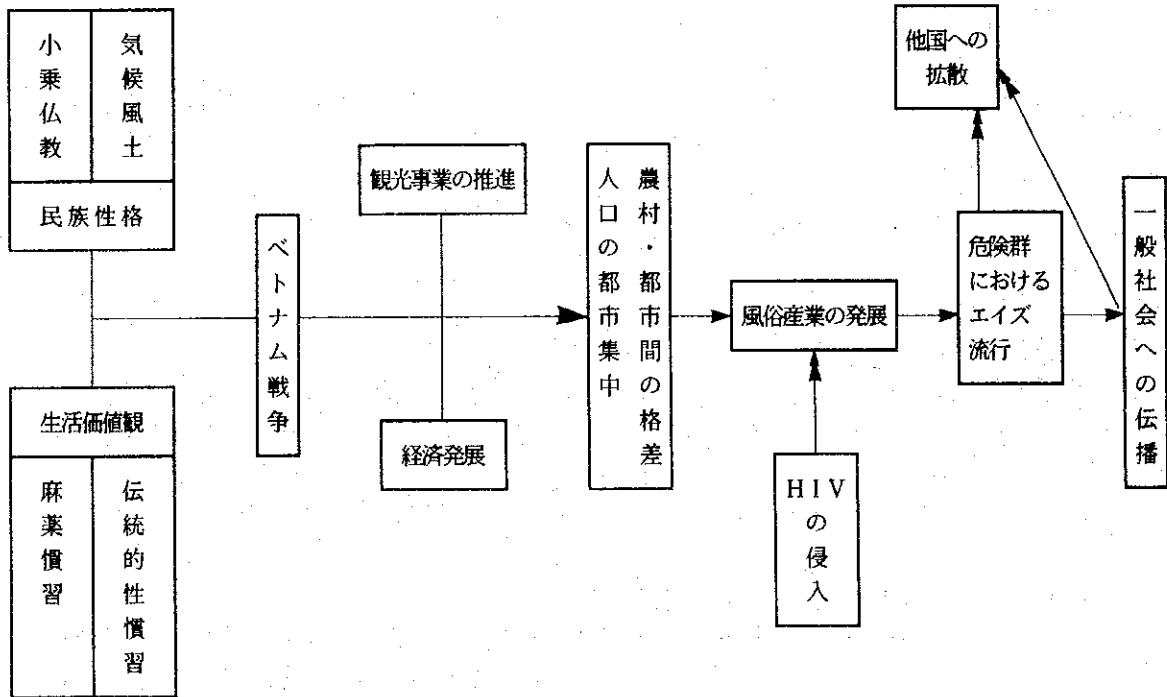 小乗仏教
気候風土
民族性格
生活価値観
麻薬慣習
伝統的性慣習
ベトナム戦争
観光事業の推進
経済発展
農村・都市間の格差
人口の都市集中
風俗産業の発展
HIV
の侵入
危険群
における
エイズ
流行
他国への
拡散
一般社会への伝播